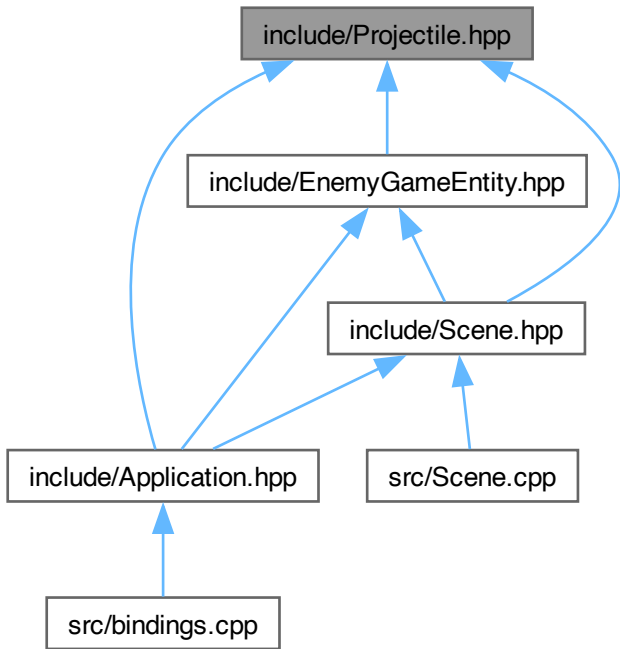 include/Projectile.hpp
include/EnemyGameEntity.hpp
include/Scene.hpp
include/Application.hpp
src/Scene.cpp
src/bindings.cpp